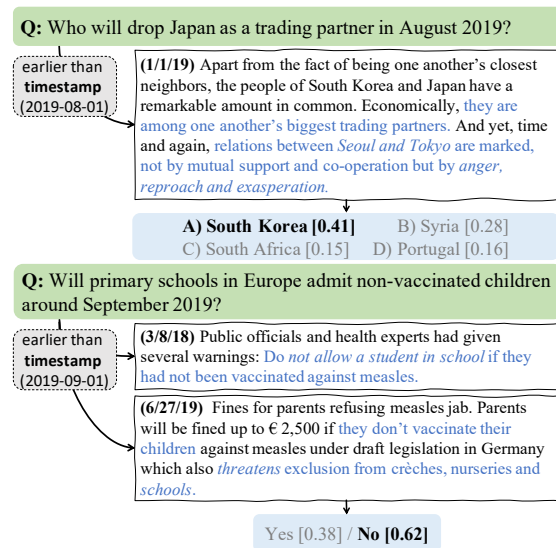 Q: Who will drop Japan as a trading partner in August 2019?
earlier than
timestamp
(2019-08-01)
(1/1/19) Apart from the fact of being one another's closest
neighbors, the people of South Korea and Japan have a
remarkable amount in common. Economically, they are
among one another's biggest trading partners. And yet, time
and again, relations between Seoul and Tokyo are marked,
not by mutual support and co-operation but by anger,
reproach and exasperation.
A) South Korea [0.41] B) Syria [0.28]
C) South Africa [0.15] D) Portugal [0.16]
Q: Will primary schools in Europe admit non-vaccinated children
around September 2019?
earlier than
timestamp
(2019-09-01)
(3/8/18) Public officials and health experts had given
several warnings: Do not allow a student in school if they
had not been vaccinated against measles.
(6/27/19) Fines for parents refusing measles jab. Parents
will be fined up to € 2,500 if they don't vaccinate their
children against measles under draft legislation in Germany
which also threatens exclusion from crèches, nurseries and
schools.
Yes [0.38] / No [0.62]